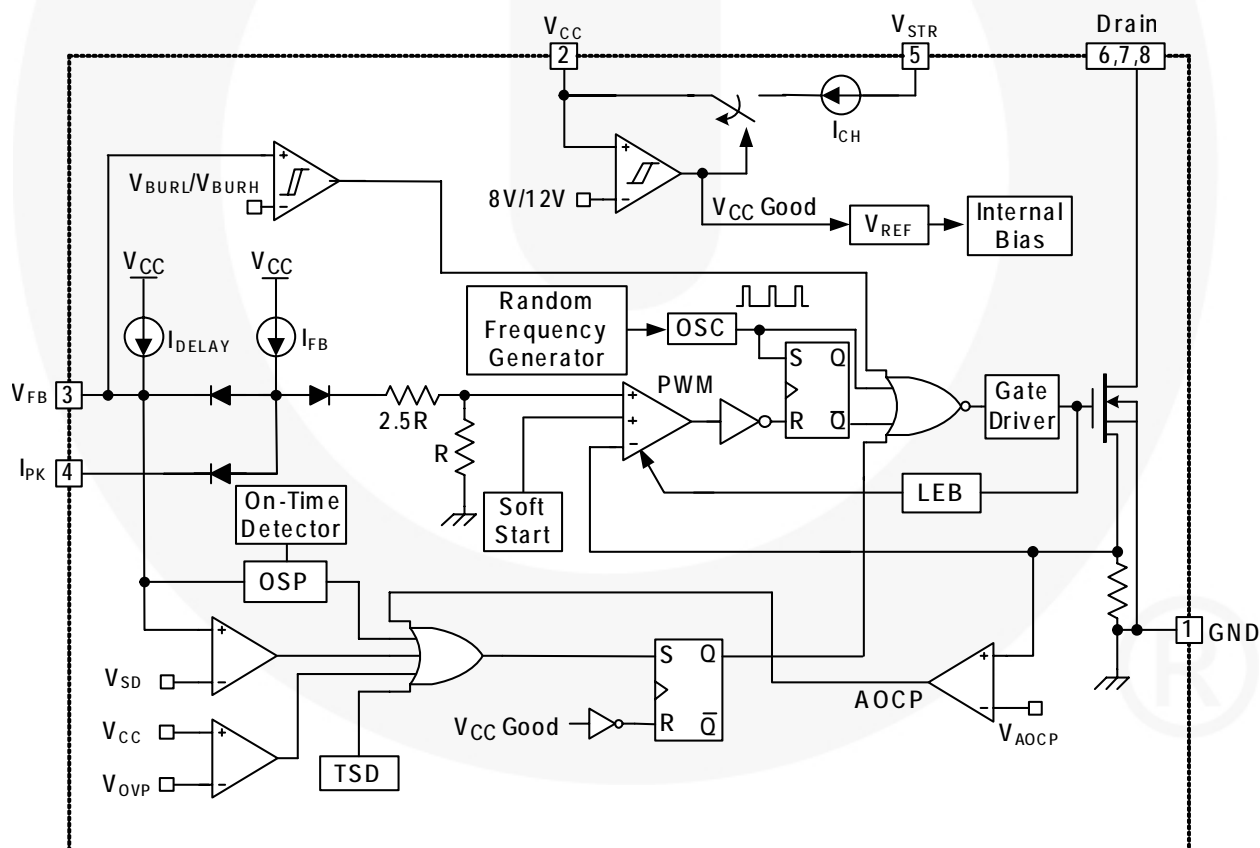 VCC
VSTR
Drain
2
5
6,7,8
ICH
+
VBURL/VBURH
−
+
8V/12V
−
VCC Good
VREF
Internal
Bias
VCC
VCC
Random
Frequency
Generator
OSC
IDELAY
IFB
S Q
R Q̅
PWM
VFB 3
2.5R
R
+
+
−
Gate
Driver
IPK 4
On-Time
Detector
Soft
Start
LEB
OSP
1 GND
+
VSD
−
S Q
R Q̅
+
AOCP
−
VAOCP
VCC
+
VOVP
−
VCC Good
TSD
®